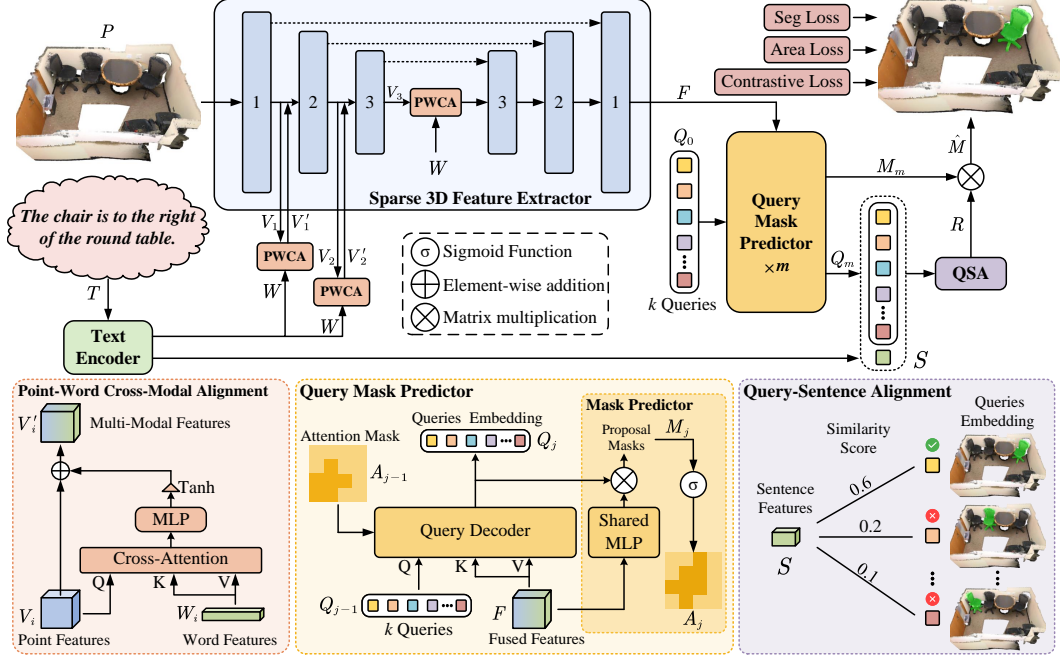 P
1
2
3
V₃
PWCA
W
3
2
1
Sparse 3D Feature Extractor
F
Seg Loss
Area Loss
Contrastive Loss
The chair is to the right
of the round table.
T
Text
Encoder
V₁
V₁′
PWCA
W
V₂
V₂′
PWCA
W
σ Sigmoid Function
Element-wise addition
Matrix multiplication
Q₀
k Queries
Query
Mask
Predictor
×m
Mₘ
Qₘ
M̂
R
QSA
S
Point-Word Cross-Modal Alignment
Vᵢ′
Multi-Modal Features
Tanh
MLP
Cross-Attention
Q
K
V
Vᵢ
Wᵢ
Point Features
Word Features
Query Mask Predictor
Queries Embedding
Qⱼ
Attention Mask
Aⱼ₋₁
Query Decoder
Q
K
V
Qⱼ₋₁
k Queries
F
Fused Features
Mask Predictor
Proposal
Masks
Mⱼ
σ
Shared
MLP
Aⱼ
Query-Sentence Alignment
Similarity
Score
Queries
Embedding
Sentence
Features
S
0.6
0.2
0.1